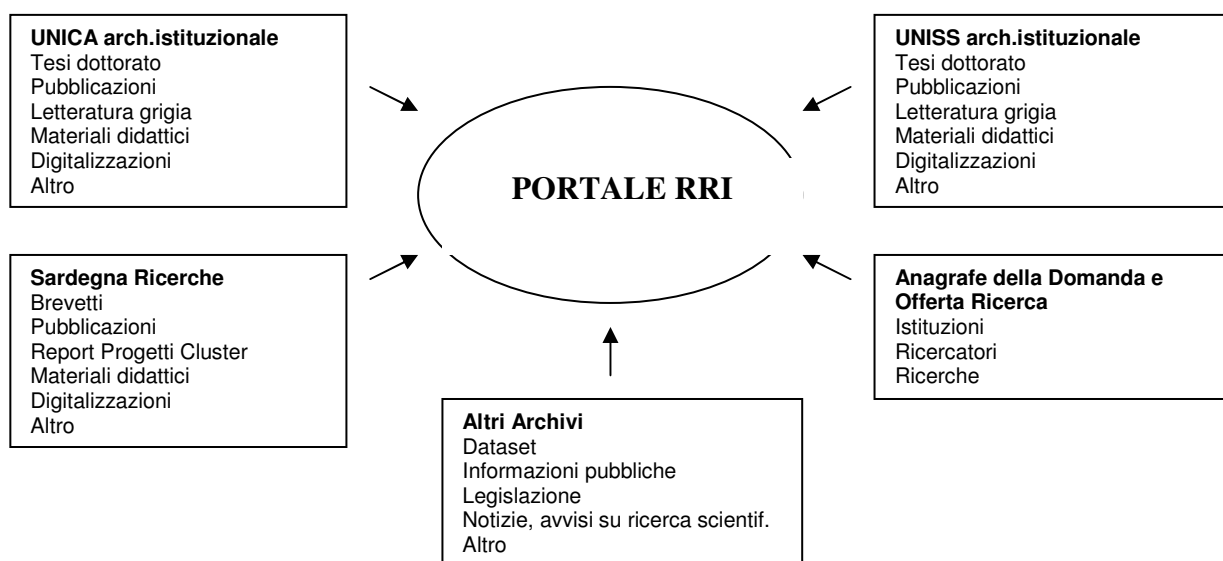 UNICA arch.istituzionale
Tesi dottorato
Pubblicazioni
Letteratura grigia
Materiali didattici
Digitalizzazioni
Altro
UNISS arch.istituzionale
Tesi dottorato
Pubblicazioni
Letteratura grigia
Materiali didattici
Digitalizzazioni
Altro
PORTALE RRI
Sardegna Ricerche
Brevetti
Pubblicazioni
Report Progetti Cluster
Materiali didattici
Digitalizzazioni
Altro
Anagrafe della Domanda e
Offerta Ricerca
Istituzioni
Ricercatori
Ricerche
Altri Archivi
Dataset
Informazioni pubbliche
Legislazione
Notizie, avvisi su ricerca scientif.
Altro